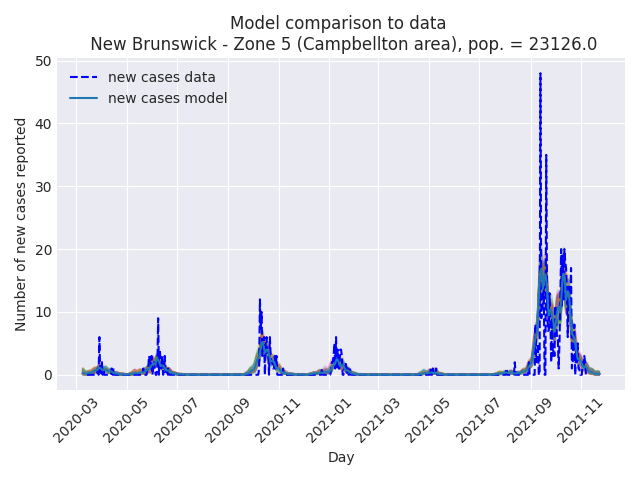 Model comparison to data
New Brunswick - Zone 5 (Campbellton area), pop. = 23126.0
new cases data
new cases model
Number of new cases reported
50
40
30
20
10
0
2020-03
2020-05
2020-07
2020-09
2020-11
2021-01
2021-03
2021-05
2021-07
2021-09
2021-11
Day